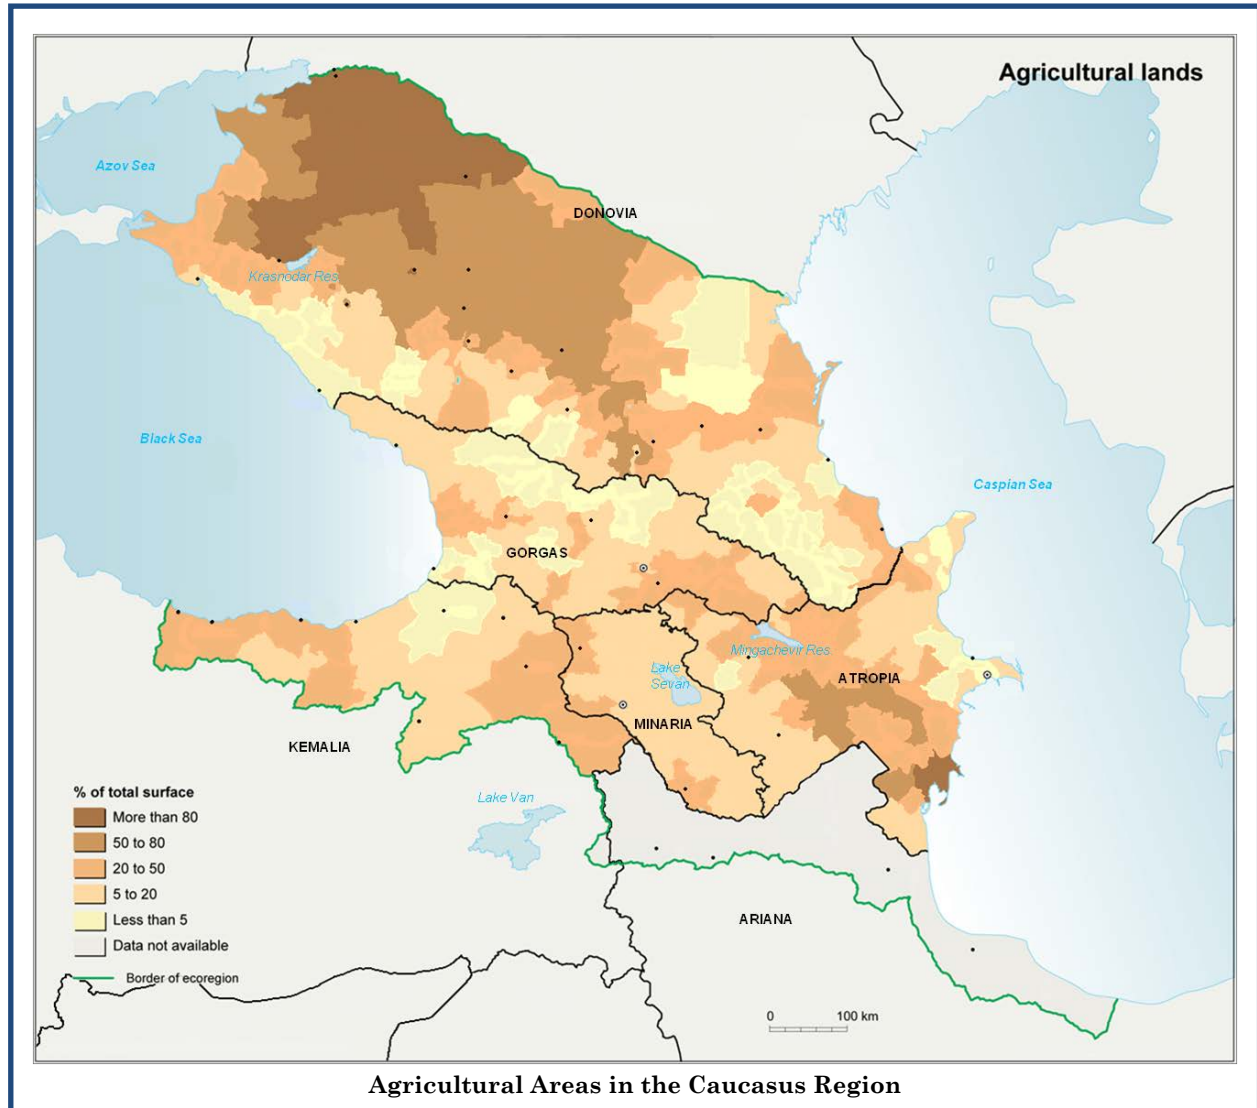 Agricultural lands
Azov Sea
DONOVIA
Krasnodar Res
Black Sea
Caspian Sea
GORGAS
Mingachevir Res
Lake
Sevan
ATROPIA
MINARIA
KEMALIA
% of total surface
More than 80
50 to 80
20 to 50
5 to 20
Less than 5
Data not available
Border of ecoregion
Lake Van
ARIANA
0 100 km
Agricultural Areas in the Caucasus Region